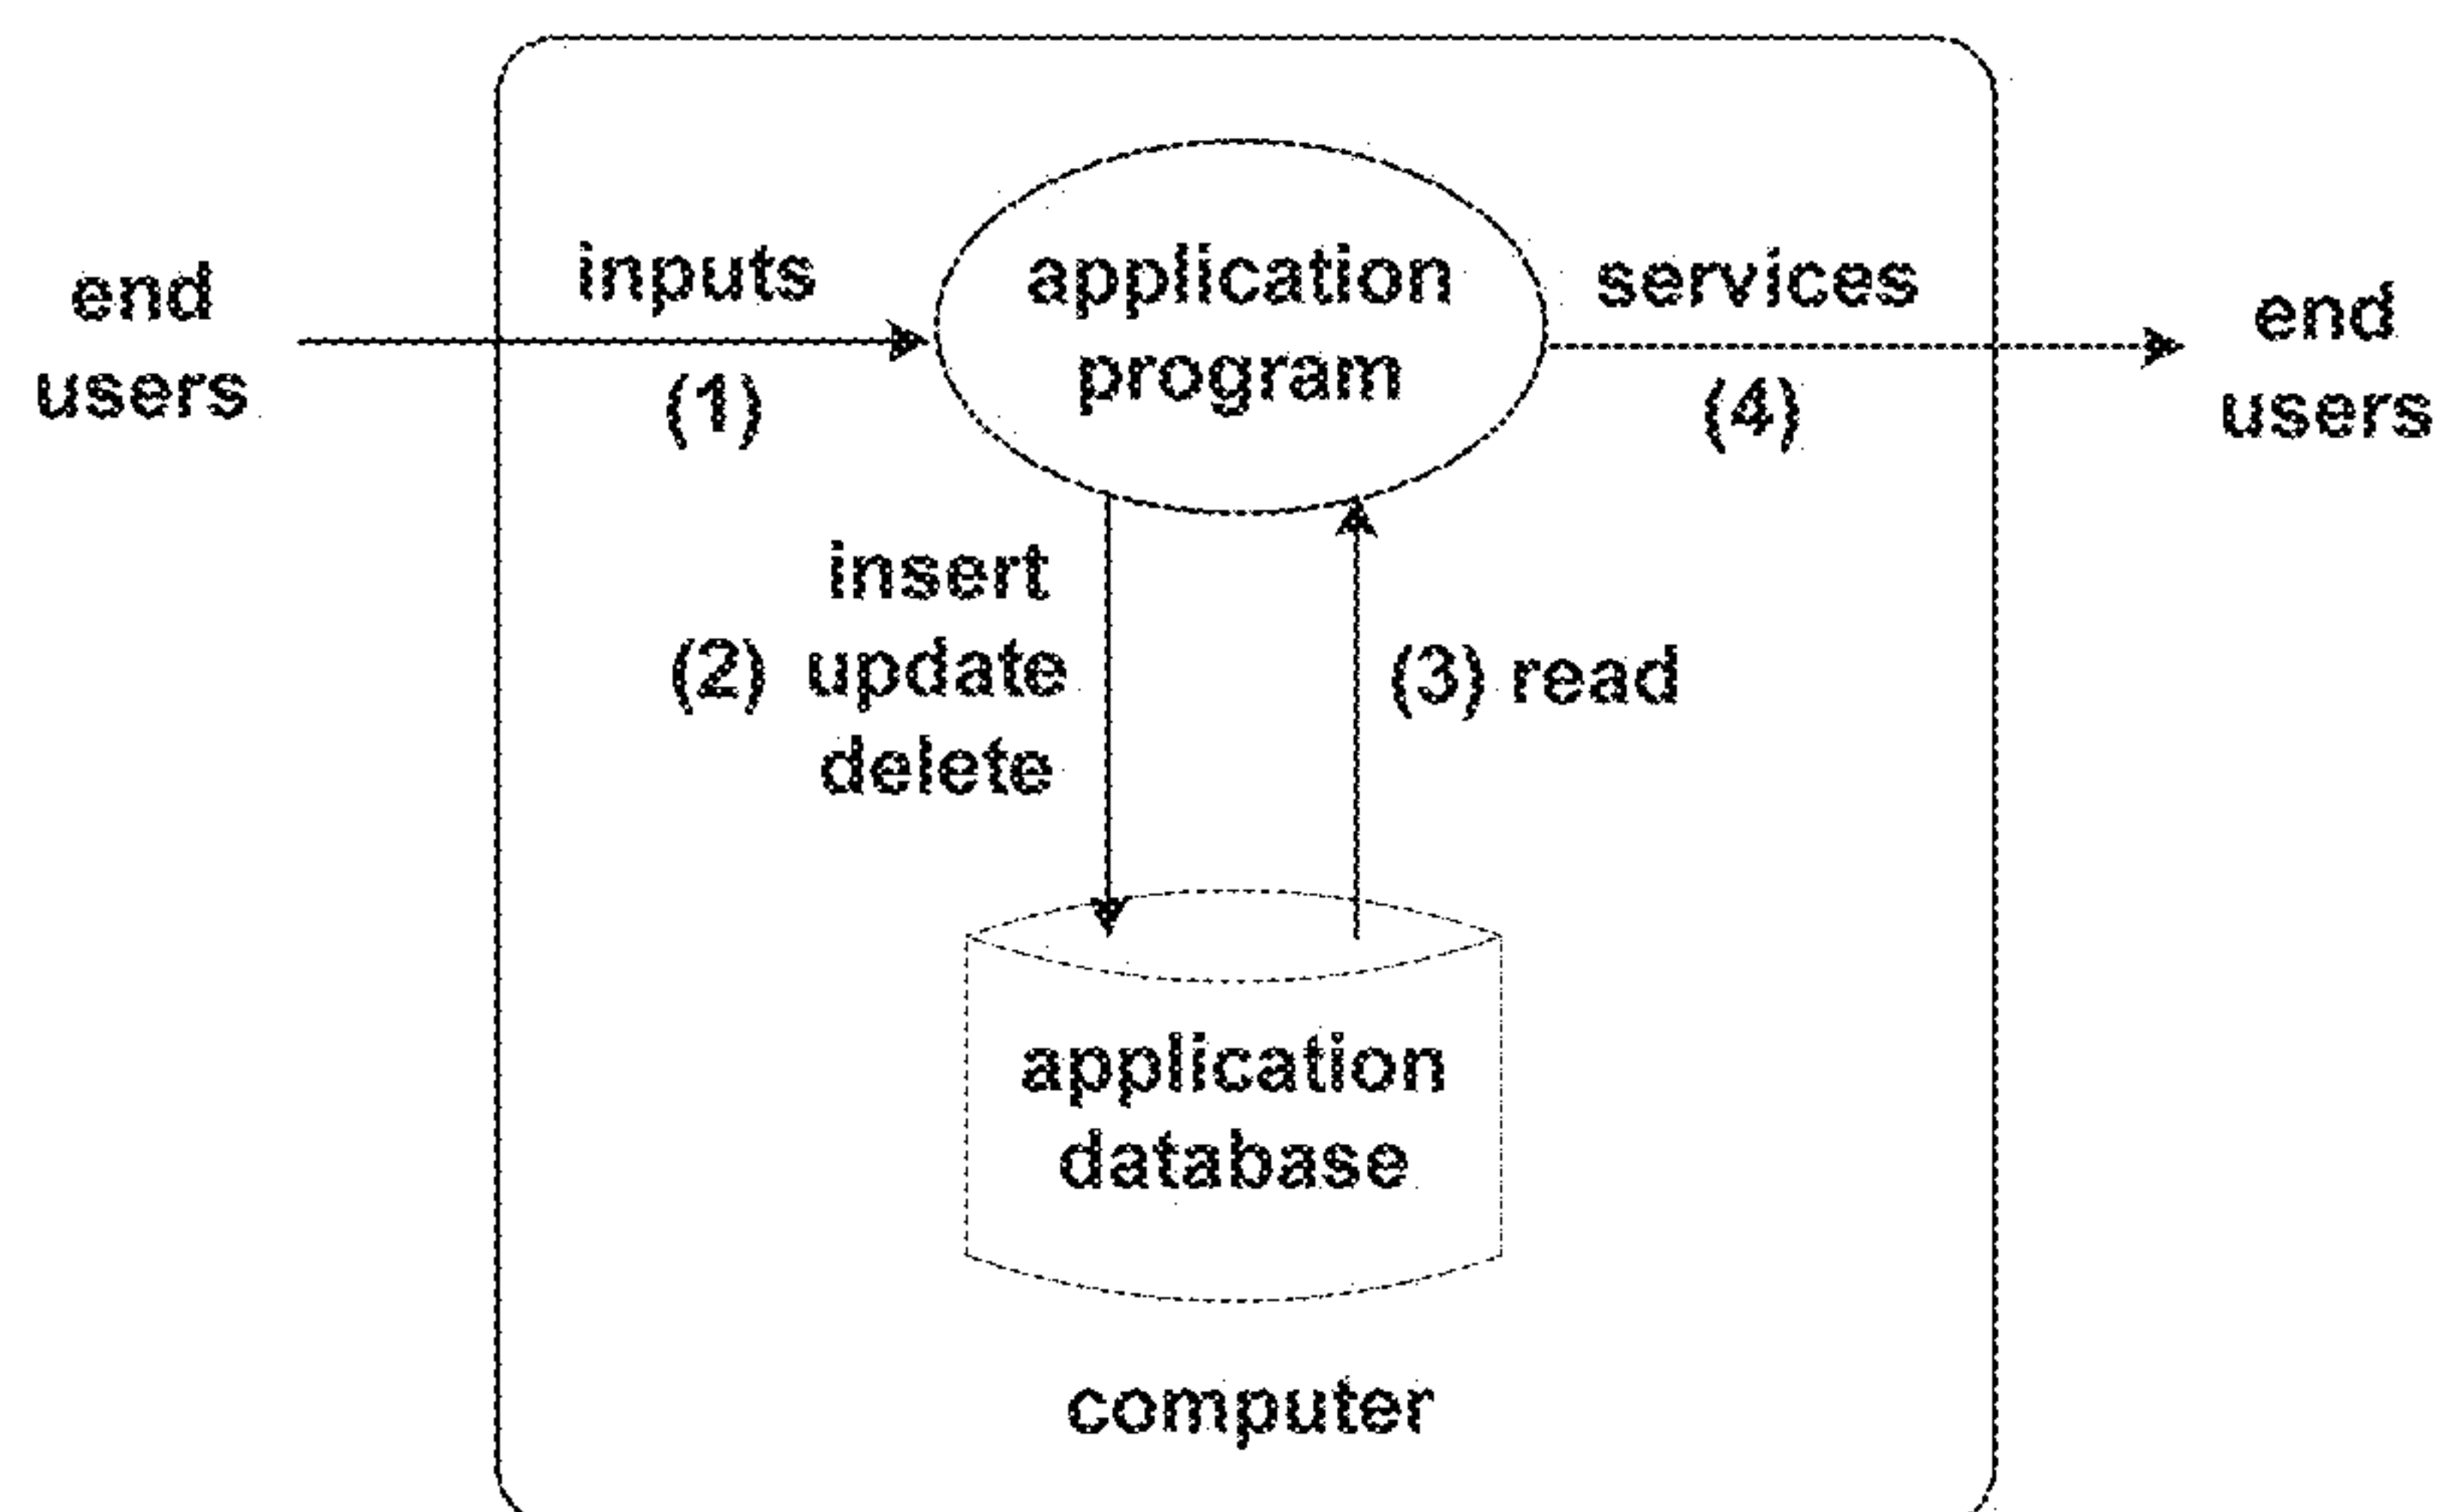 end
users
inputs
(1)
application
program
services
(4)
end
users
insert
(2) update
delete
(3) read
application
database
computer